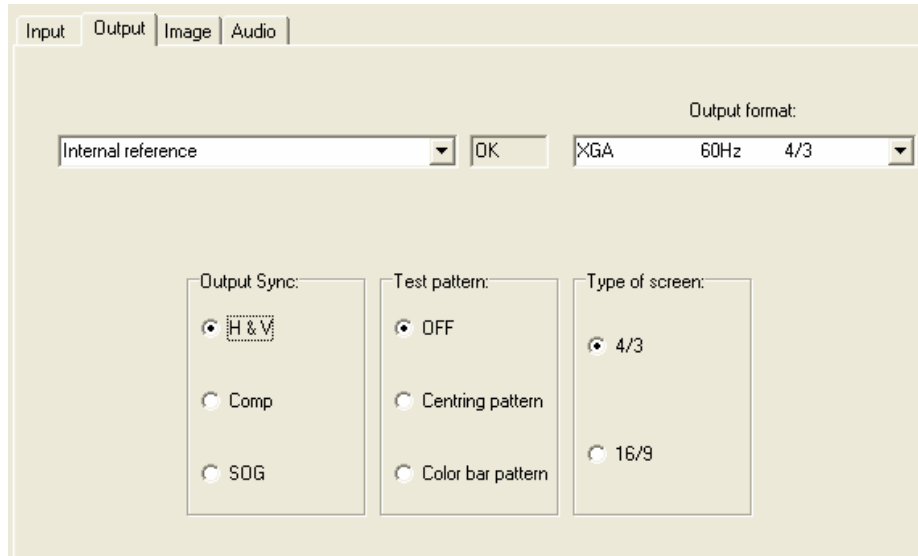 Input Output Image Audio
Output format:
Internal reference OK XGA 60Hz 4/3
Output Sync: Test pattern: Type of screen:
H & V OFF 4/3
Comp Centring pattern
SOG Color bar pattern 16/9